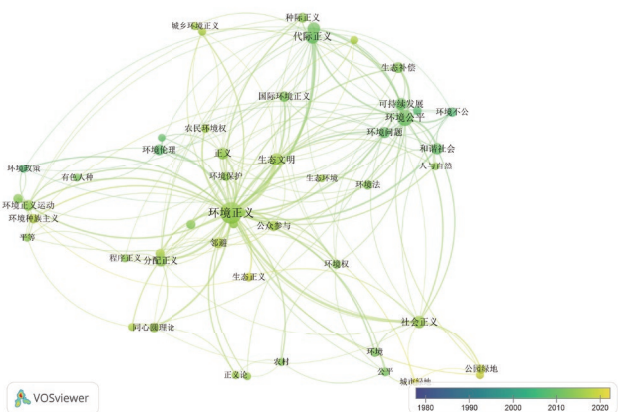 城乡环境正义
种际正义
代际正义
生态补偿
国际环境正义
可持续发展
环境公平
环境不公
农民环境权
环境问题
环境伦理
正义
生态文明
和谐社会
人与自然
环境政策
有色人种
环境保护
生态环境
环境法
环境正义运动
环境种族主义
环境正义
公众参与
平等
邻避
程序正义
分配正义
环境权
生态正义
同心圆理论
社会正义
环境
农村
正义论
公平
公园绿地
城市绿地
VOSviewer
1980 1990 2000 2010 2020